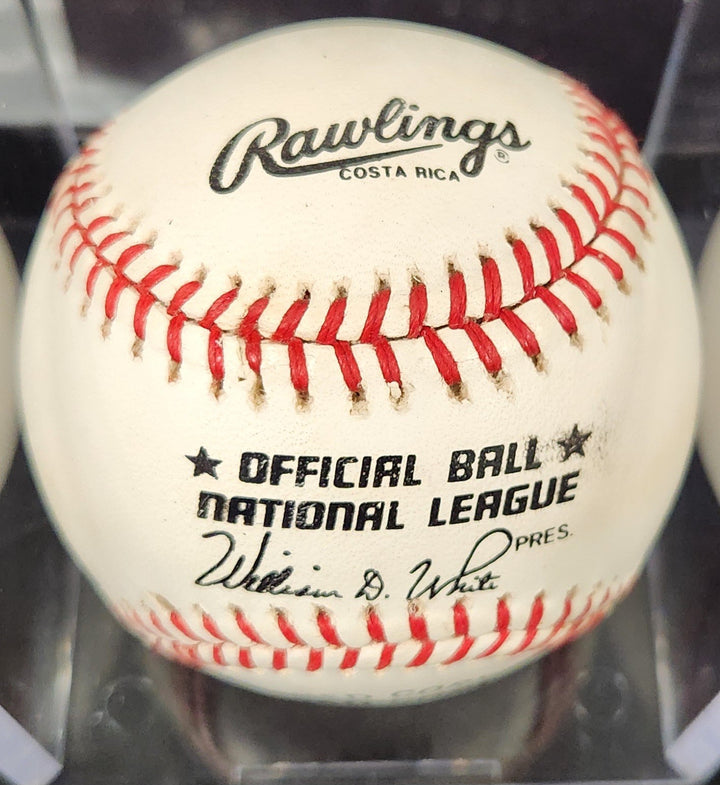 Rawlings®
COSTA RICA
★ OFFICIAL BALL ★
NATIONAL LEAGUE
William D. White PRES.